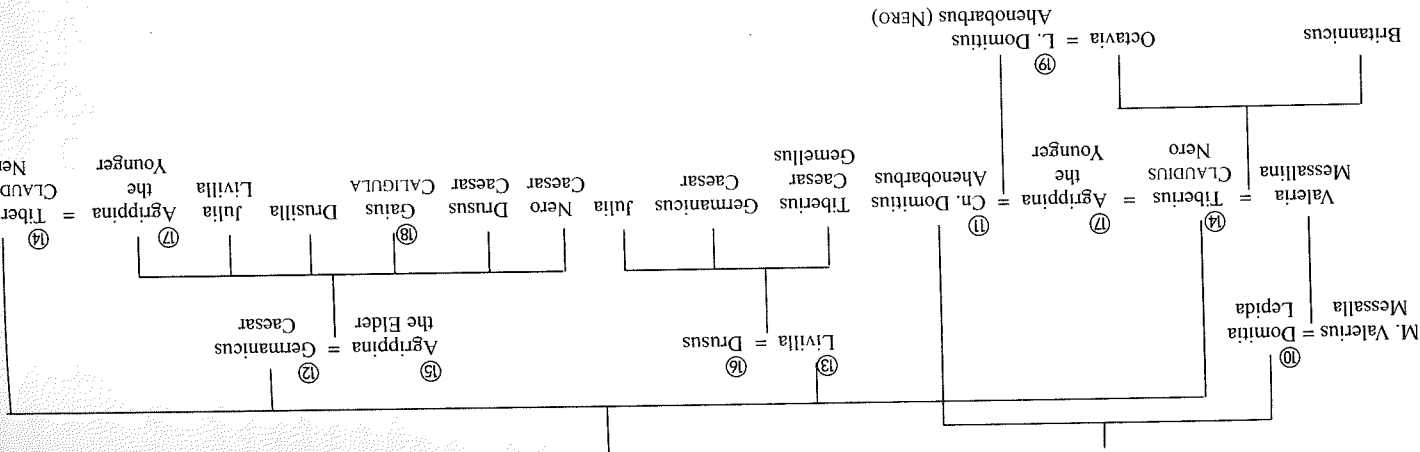 ⑩
M. Valerius = Domitia
Messalla Lepida
⑬ ⑯
Livilla = Drusus
⑮ ⑫
Agrippina = Germanicus
the Elder Caesar
⑭ ⑰ ⑪
Valeria = Tiberius = Agrippina = Cn. Domitius
Messallina CLAUDIUS the Ahenobarbus
Nero Younger
Tiberius
Caesar
Gemellus
Germanicus
Caesar
Julia
Nero
Caesar
Drusus
Caesar
⑱
Gaius
CALIGULA
Drusilla
Julia
Livilla
⑰ ⑭
Agrippina = Tiber
the CLAUD
Younger Ner
⑲
Britannicus Octavia = L. Domitius
Ahenobarbus (NERO)